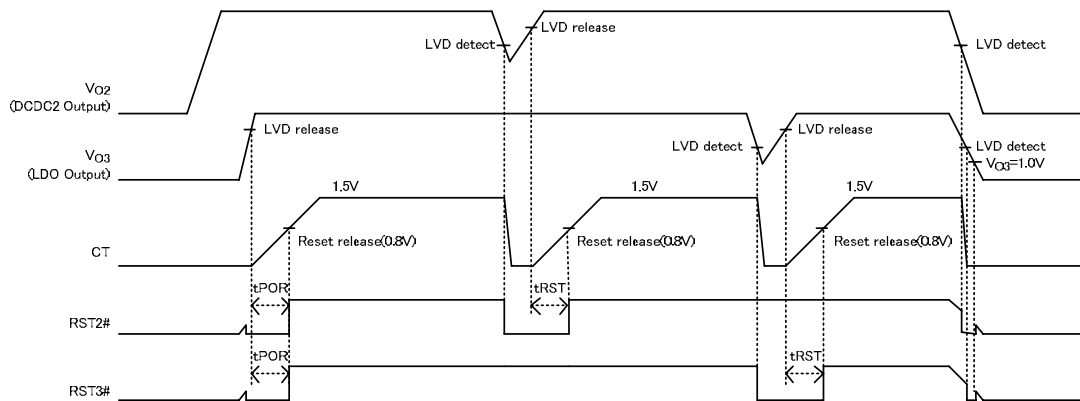 LVD release
LVD detect
LVD detect
VO2
(DCDC2 Output)
LVD release
LVD release
LVD detect
LVD detect
VO3
(LDO Output)
VO3=1.0V
1.5V
1.5V
1.5V
CT
Reset release(0.8V)
Reset release(0.8V)
Reset release(0.8V)
tPOR
tRST
RST2#
tPOR
tRST
RST3#